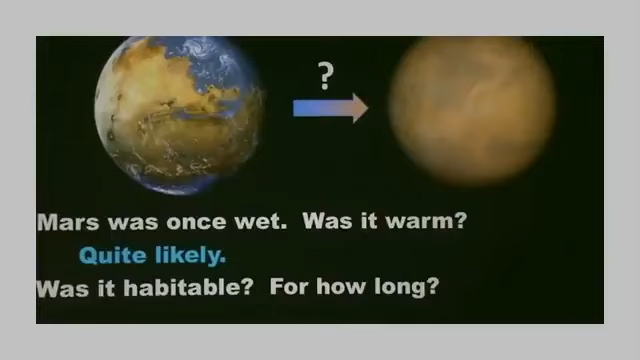 ?
Mars was once wet. Was it warm?
Quite likely.
Was it habitable? For how long?